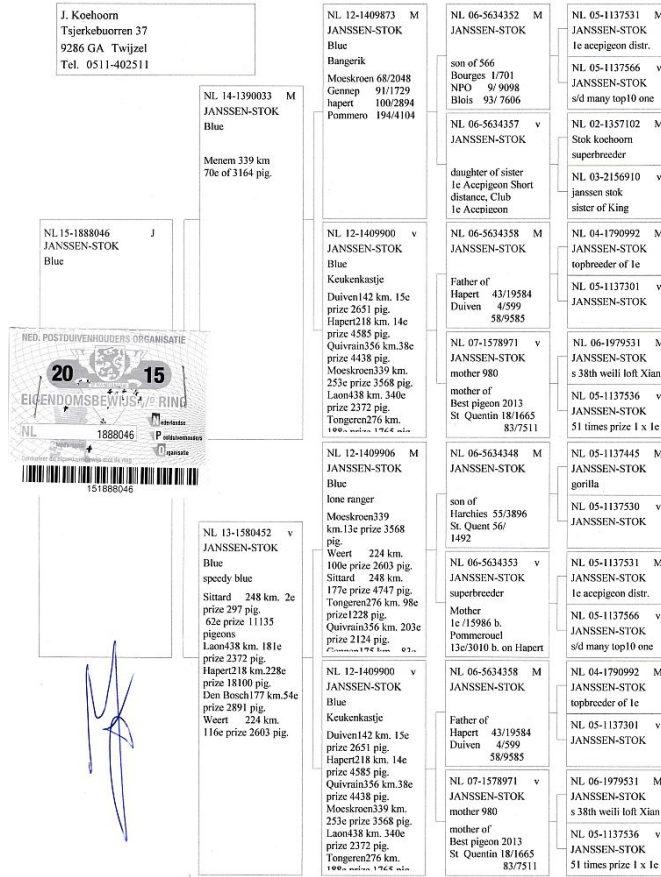 J. Koehoorn
Tsjerkebuorren 37
9286 GA Twijzel
Tel. 0511-402511
NL 15-1888046 J
JANSSEN-STOK
Blue
NED. POSTDUIVENHOUDERS ORGANISATIE
20 15
EIGENDOMSBEWIJS v/D RING
NL 1888046
Nederlandse
Postduivenhouders
Organisatie
151888046
NL 14-1390033 M
JANSSEN-STOK
Blue
Menem 339 km
70e of 3164 pig.
NL 13-1580452 v
JANSSEN-STOK
Blue
speedy blue
Sittard 248 km. 2e
prize 297 pig.
62e prize 11135
pigeons
Laon438 km. 181e
prize 2372 pig.
Hapert218 km.228e
prize 18100 pig.
Den Bosch177 km.54e
prize 2891 pig.
Weert 224 km.
116e prize 2603 pig.
NL 12-1409873 M
JANSSEN-STOK
Blue
Bangerik
Moeskroen 68/2048
Gennep 91/1729
hapert 100/2894
Pommero 194/4104
NL 12-1409900 v
JANSSEN-STOK
Blue
Keukenkastje
Duiven142 km. 15e
prize 2651 pig.
Hapert218 km. 14e
prize 4585 pig.
Quivrain356 km.38e
prize 4438 pig.
Moeskroen339 km.
253e prize 3568 pig.
Laon438 km. 340e
prize 2372 pig.
Tongeren276 km.
188e prize 1765 pig
NL 12-1409906 M
JANSSEN-STOK
Blue
lone ranger
Moeskroen339
km.13e prize 3568
pig.
Weert 224 km.
100e prize 2603 pig.
Sittard 248 km.
177e prize 4747 pig.
Tongeren276 km. 98e
prize1228 pig.
Quivrain356 km. 203e
prize 2124 pig.
Gennep175 km. 83e
NL 12-1409900 v
JANSSEN-STOK
Blue
Keukenkastje
Duiven142 km. 15e
prize 2651 pig.
Hapert218 km. 14e
prize 4585 pig.
Quivrain356 km.38e
prize 4438 pig.
Moeskroen339 km.
253e prize 3568 pig.
Laon438 km. 340e
prize 2372 pig.
Tongeren276 km.
188e prize 1765 pig
NL 06-5634352 M
JANSSEN-STOK
son of 566
Bourges 1/701
NPO 9/ 9098
Blois 93/ 7606
NL 06-5634357 v
JANSSEN-STOK
daughter of sister
1e Acepigeon Short
distance, Club
1e Acepigeon
NL 06-5634358 M
JANSSEN-STOK
Father of
Hapert 43/19584
Duiven 4/599
58/9585
NL 07-1578971 v
JANSSEN-STOK
mother 980
mother of
Best pigeon 2013
St Quentin 18/1665
83/7511
NL 06-5634348 M
JANSSEN-STOK
son of
Harchies 55/3896
St. Quent 56/
1492
NL 06-5634353 v
JANSSEN-STOK
superbreeder
Mother
1e /15986 b.
Pommerouel
13e/3010 b. on Hapert
NL 06-5634358 M
JANSSEN-STOK
Father of
Hapert 43/19584
Duiven 4/599
58/9585
NL 07-1578971 v
JANSSEN-STOK
mother 980
mother of
Best pigeon 2013
St Quentin 18/1665
83/7511
NL 05-1137531 M
JANSSEN-STOK
1e acepigeon distr.
NL 05-1137566 v
JANSSEN-STOK
s/d many top10 one
NL 02-1357102 M
Stok koehoorn
superbreeder
NL 03-2156910 v
janssen stok
sister of King
NL 04-1790992 M
JANSSEN-STOK
topbreeder of 1e
NL 05-1137301 v
JANSSEN-STOK
NL 06-1979531 M
JANSSEN-STOK
s 38th weili loft Xian
NL 05-1137536 v
JANSSEN-STOK
51 times prize 1 x 1e
NL 05-1137445 M
JANSSEN-STOK
gorilla
NL 05-1137530 v
JANSSEN-STOK
NL 05-1137531 M
JANSSEN-STOK
1e acepigeon distr.
NL 05-1137566 v
JANSSEN-STOK
s/d many top10 one
NL 04-1790992 M
JANSSEN-STOK
topbreeder of 1e
NL 05-1137301 v
JANSSEN-STOK
NL 06-1979531 M
JANSSEN-STOK
s 38th weili loft Xian
NL 05-1137536 v
JANSSEN-STOK
51 times prize 1 x 1e